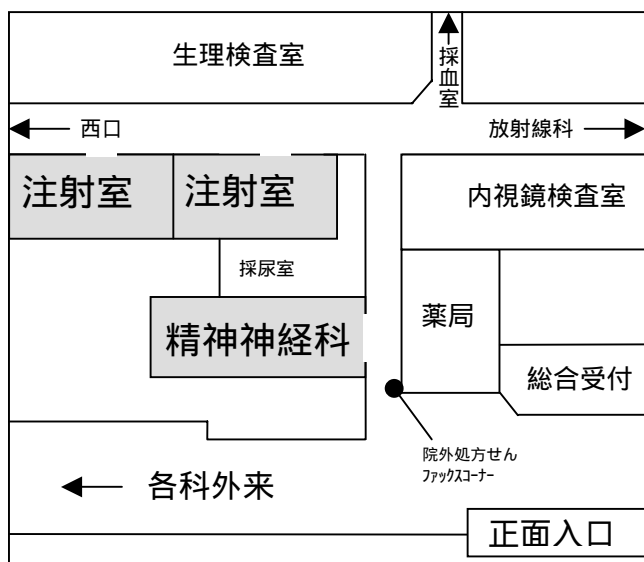 生理検査室
採血室
西口
放射線科
注射室
注射室
内視鏡検査室
採尿室
薬局
精神神経科
総合受付
院外処方せん
ﾌｧｯｸｽｺｰﾅｰ
各科外来
正面入口